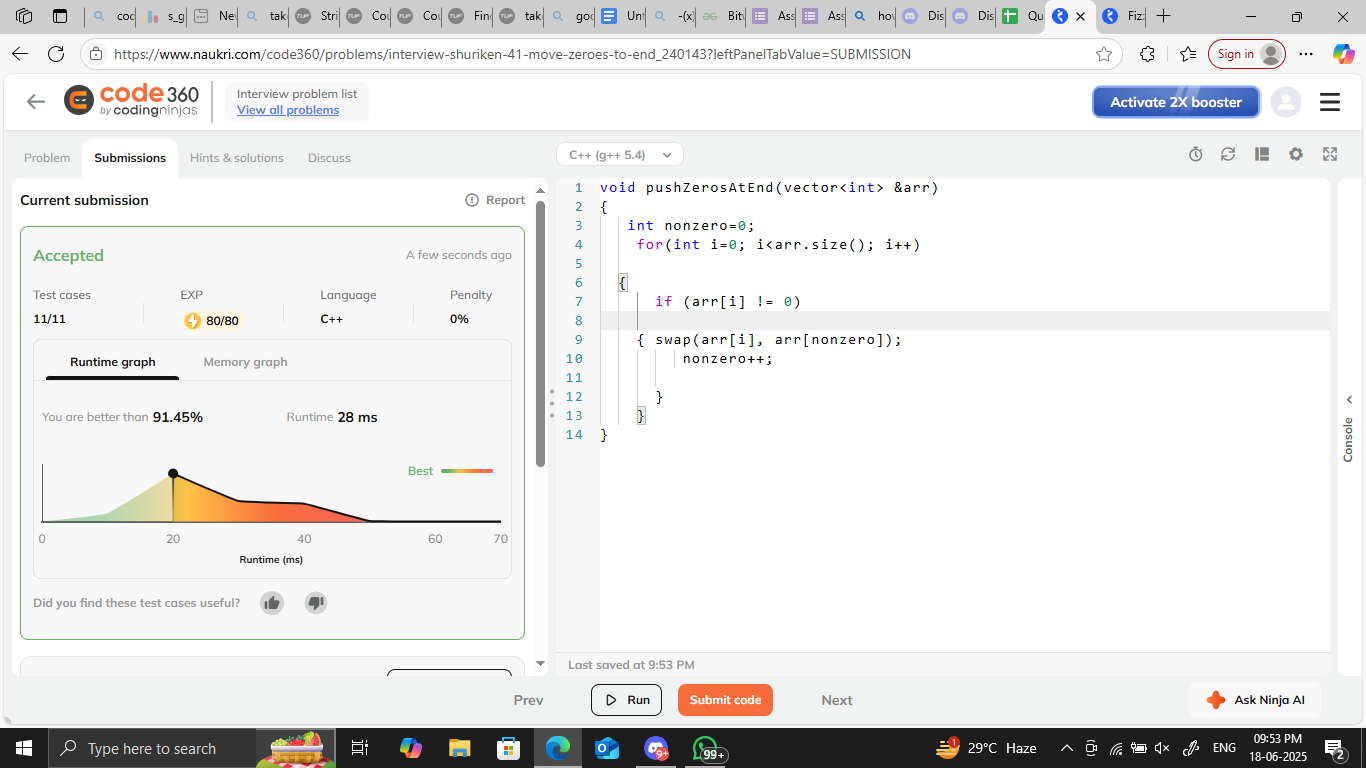 coc
s_g
Nev
tak
Stri
Cou
Cou
Fin
tak
goo
Unt
-(x
Bit
Ass
Ass
hov
Dis
Dis
Qu
Fiz
https://www.naukri.com/code360/problems/interview-shuriken-41-move-zeroes-to-end_240143?leftPanelTabValue=SUBMISSION
Sign in
code 360
by codingninjas
Interview problem list
View all problems
Activate 2X booster
Problem
Submissions
Hints & solutions
Discuss
C++ (g++ 5.4)
Current submission
Report
Accepted
A few seconds ago
Test cases
EXP
Language
Penalty
11/11
80/80
C++
0%
Runtime graph
Memory graph
You are better than 91.45%
Runtime 28 ms
Best
0 20 40 60 70
Runtime (ms)
Did you find these test cases useful?
1 void pushZerosAtEnd(vector<int> &arr)
2 {
3 int nonzero=0;
4 for(int i=0; i<arr.size(); i++)
5
6 {
7 if (arr[i] != 0)
8
9 { swap(arr[i], arr[nonzero]);
10 nonzero++;
11
12 }
13 }
14 }
Console
Last saved at 9:53 PM
Prev
Run
Submit code
Next
Ask Ninja AI
Type here to search
9+
99+
1
29°C Haze
ENG
09:53 PM
18-06-2025
2